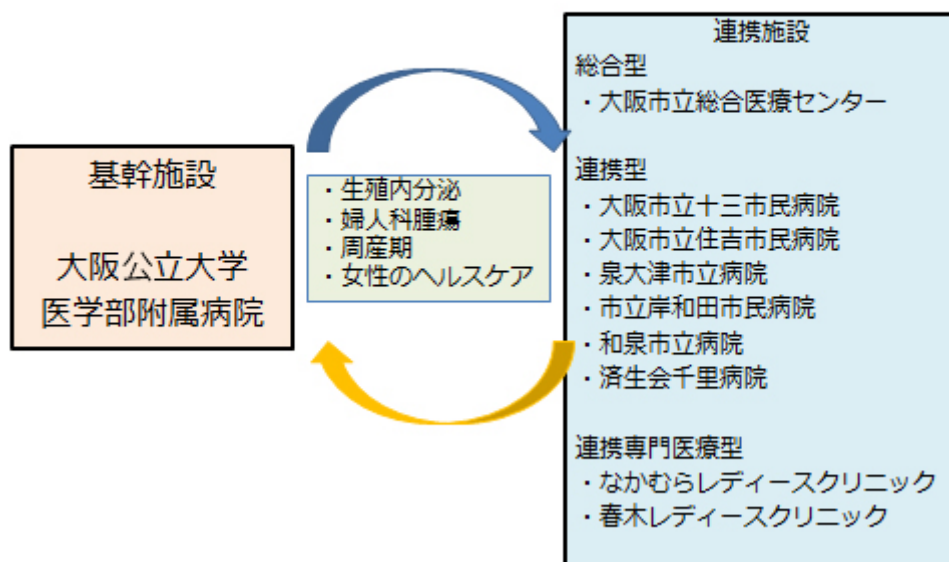 基幹施設
大阪公立大学
医学部附属病院
・生殖内分泌
・婦人科腫瘍
・周産期
・女性のヘルスケア
連携施設
総合型
・大阪市立総合医療センター
連携型
・大阪市立十三市民病院
・大阪市立住吉市民病院
・泉大津市立病院
・市立岸和田市民病院
・和泉市立病院
・済生会千里病院
連携専門医療型
・なかむらレディースクリニック
・春木レディースクリニック